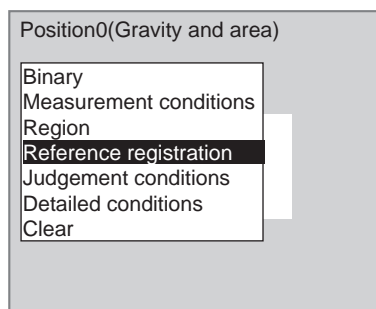 Position0(Gravity and area)
Binary
Measurement conditions
Region
Reference registration
Judgement conditions
Detailed conditions
Clear